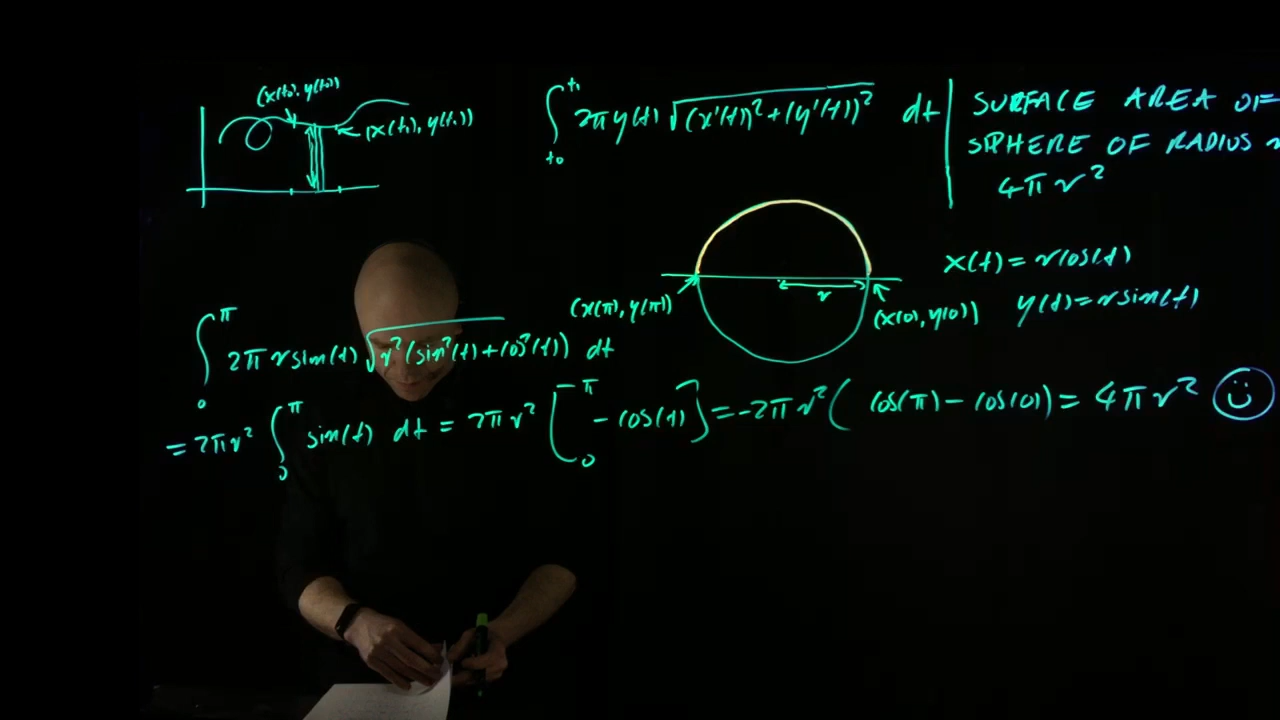 (x(t₀), y(t₀))
(x(t₁), y(t₁))
∫_{t₀}^{t₁} 2π y(t) √((x'(t))² + (y'(t))²) dt
SURFACE AREA OF
SPHERE OF RADIUS r
4πr²
x(t) = r cos(t)
y(t) = r sin(t)
(x(π), y(π))
r
(x(0), y(0))
∫_0^π 2π r sin(t) √(r²(sin²(t) + cos²(t)) dt
= 2πr² ∫_0^π sin(t) dt = 2πr² [-cos(t)]_0^π = -2πr² (cos(π) - cos(0)) = 4πr² ☺